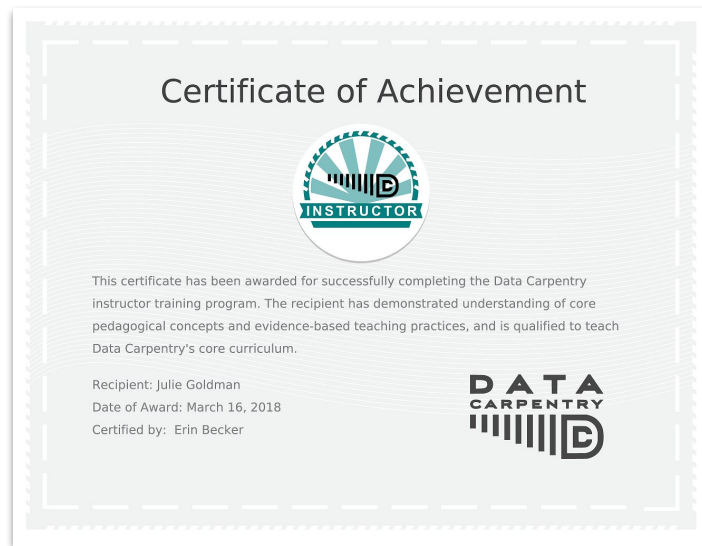 Certificate of Achievement
INSTRUCTOR
This certificate has been awarded for successfully completing the Data Carpentry
instructor training program. The recipient has demonstrated understanding of core
pedagogical concepts and evidence-based teaching practices, and is qualified to teach
Data Carpentry's core curriculum.
Recipient: Julie Goldman
Date of Award: March 16, 2018
Certified by:  Erin Becker
DATA
CARPENTRY